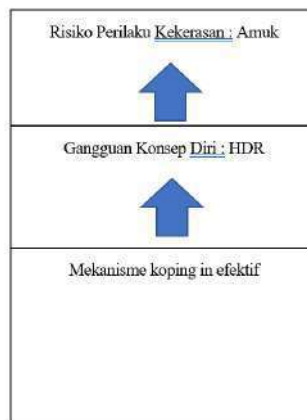 Risiko Perilaku Kekerasan : Amuk
Gangguan Konsep Diri : HDR
Mekanisme koping in efektif